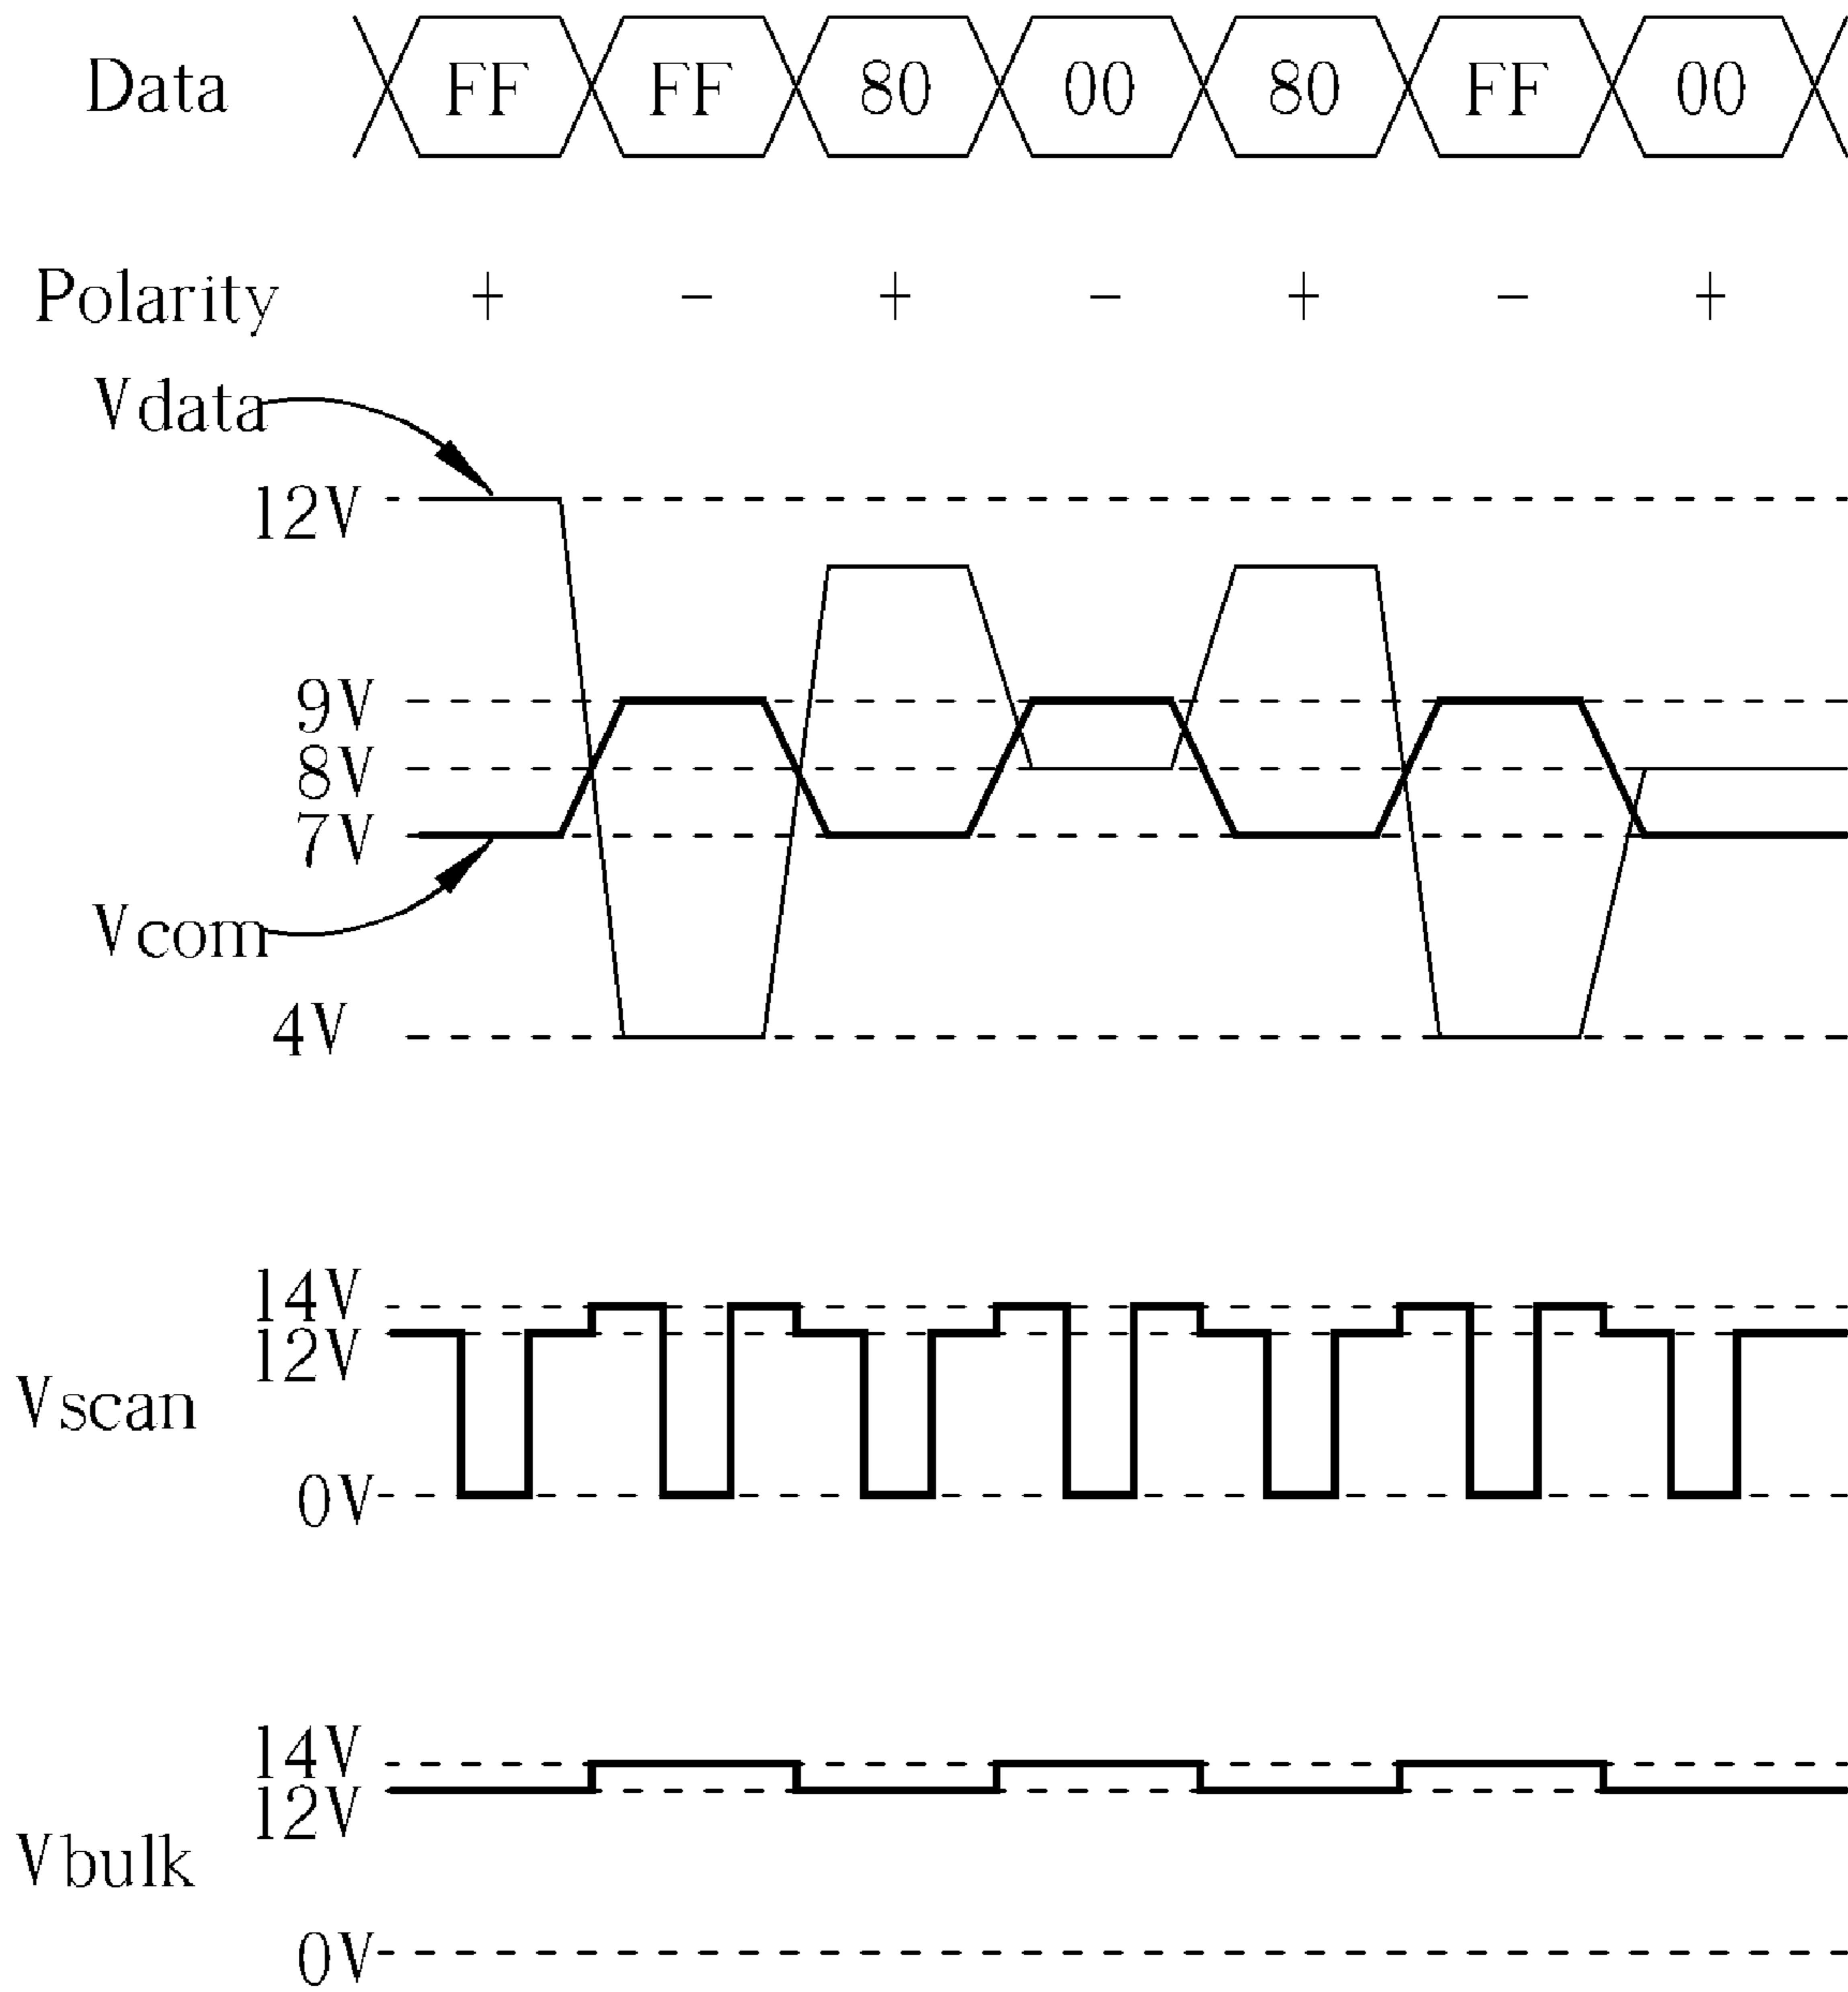 Data FF FF 80 00 80 FF 00
Polarity + − + − + − +
Vdata
12V
9V
8V
7V
Vcom
4V
14V
12V
Vscan
0V
14V
12V
Vbulk
0V